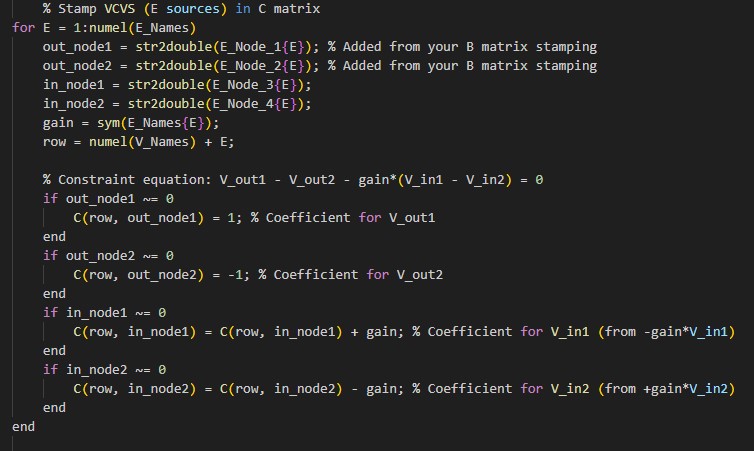 % Stamp VCVS (E sources) in C matrix
for E = 1:numel(E_Names)
out_node1 = str2double(E_Node_1{E}); % Added from your B matrix stamping
out_node2 = str2double(E_Node_2{E}); % Added from your B matrix stamping
in_node1 = str2double(E_Node_3{E});
in_node2 = str2double(E_Node_4{E});
gain = sym(E_Names{E});
row = numel(V_Names) + E;
% Constraint equation: V_out1 - V_out2 - gain*(V_in1 - V_in2) = 0
if out_node1 ~= 0
C(row, out_node1) = 1; % Coefficient for V_out1
end
if out_node2 ~= 0
C(row, out_node2) = -1; % Coefficient for V_out2
end
if in_node1 ~= 0
C(row, in_node1) = C(row, in_node1) + gain; % Coefficient for V_in1 (from -gain*V_in1)
end
if in_node2 ~= 0
C(row, in_node2) = C(row, in_node2) - gain; % Coefficient for V_in2 (from +gain*V_in2)
end
end